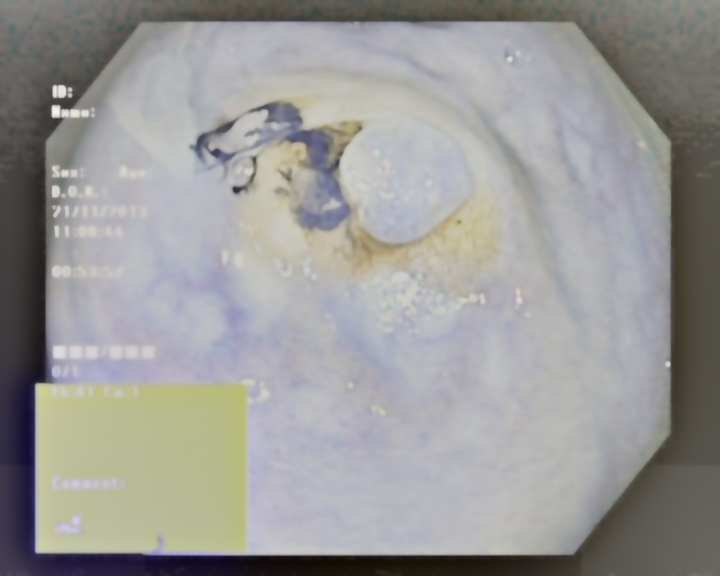 ID:
Name:
Sex: Age:
D.O.B.:
21/11/2013
11:08:44
00:53:57
0/1
Comment: